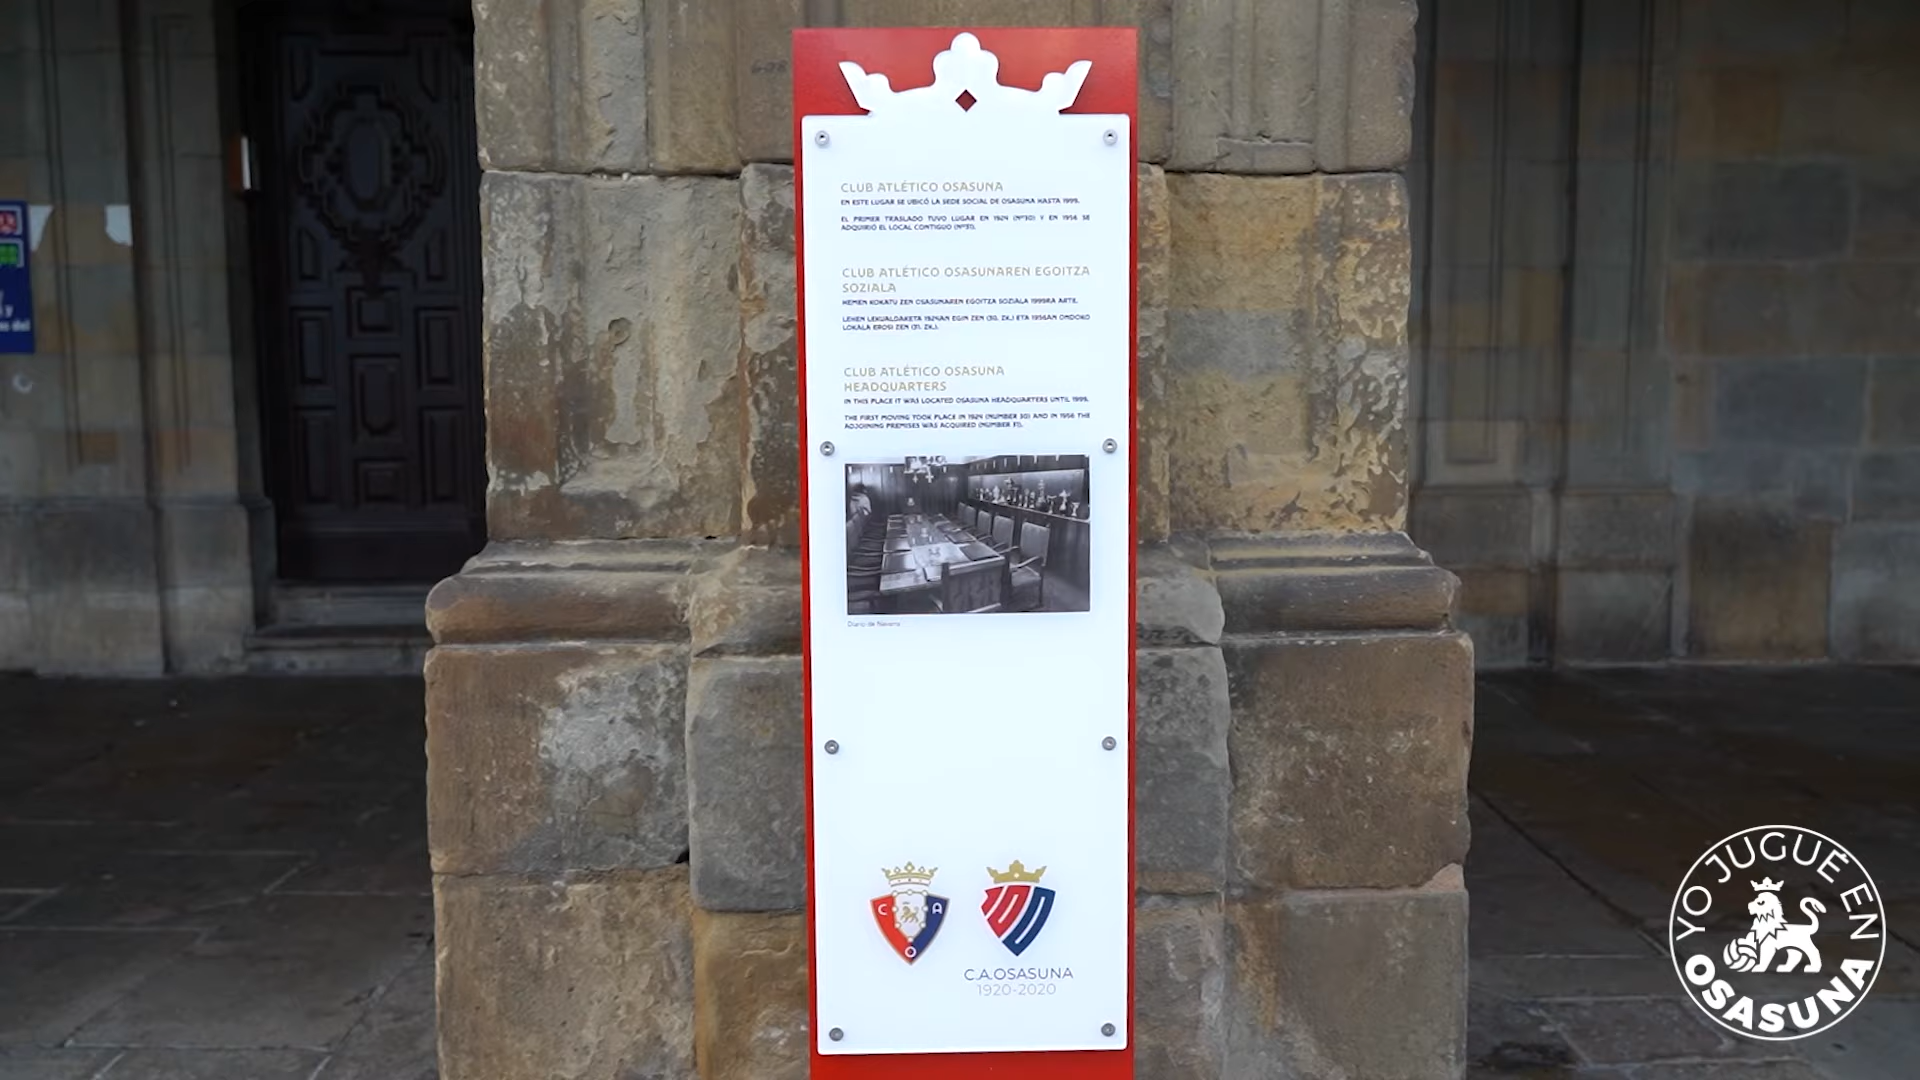 CLUB ATLÉTICO OSASUNA
EN ESTE LUGAR SE UBICÓ LA SEDE SOCIAL DE OSASUNA HASTA 1999.
EL PRIMER TRASLADO TUVO LUGAR EN 1924 (Nº30) Y EN 1956 SE
ADQUIRIÓ EL LOCAL CONTIGUO (Nº31).
CLUB ATLÉTICO OSASUNAREN EGOITZA
SOZIALA
HEMEN KOKATU ZEN OSASUNAREN EGOITZA SOZIALA 1999RA ARTE.
LEHEN LEKUALDAKETA 1924AN EGIN ZEN (30. ZK.) ETA 1956AN ONDOKO
LOKALA EROSI ZEN (31. ZK.).
CLUB ATLÉTICO OSASUNA
HEADQUARTERS
IN THIS PLACE IT WAS LOCATED OSASUNA HEADQUARTERS UNTIL 1999.
THE FIRST MOVING TOOK PLACE IN 1924 (NUMBER 30) AND IN 1956 THE
ADJOINING PREMISES WAS ACQUIRED (NUMBER 31).
Diario de Navarra
C A
O
C.A.OSASUNA
1920-2020
YO JUGUÉ EN
OSASUNA
y
del